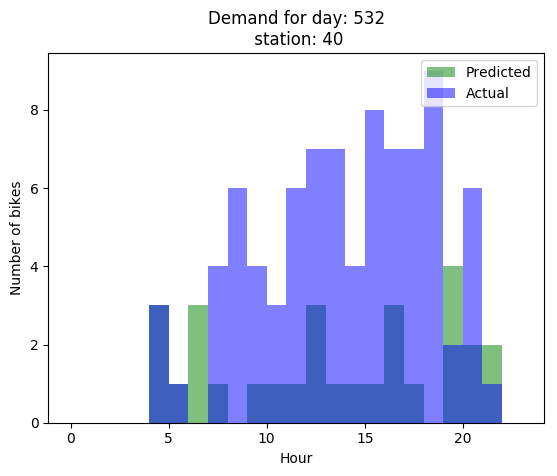 Demand for day: 532
station: 40
Predicted
Actual
Number of bikes
8
6
4
2
0
0
5
10
15
20
Hour